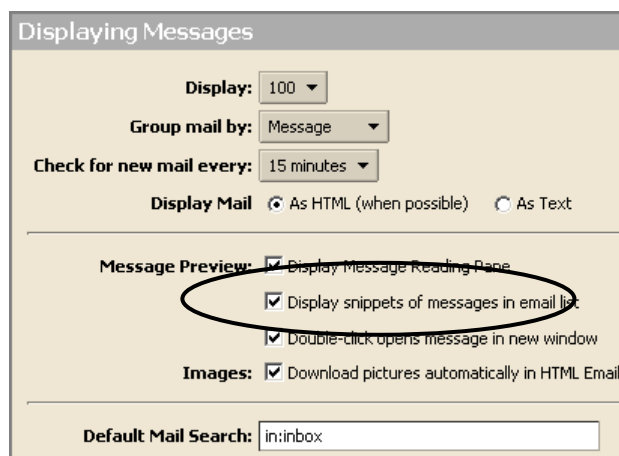 Displaying Messages
Display: 100
Group mail by: Message
Check for new mail every: 15 minutes
Display Mail As HTML (when possible) As Text
Message Preview: Display Message Reading Pane
Display snippets of messages in email list
Double-click opens message in new window
Images: Download pictures automatically in HTML Email
Default Mail Search: in:inbox